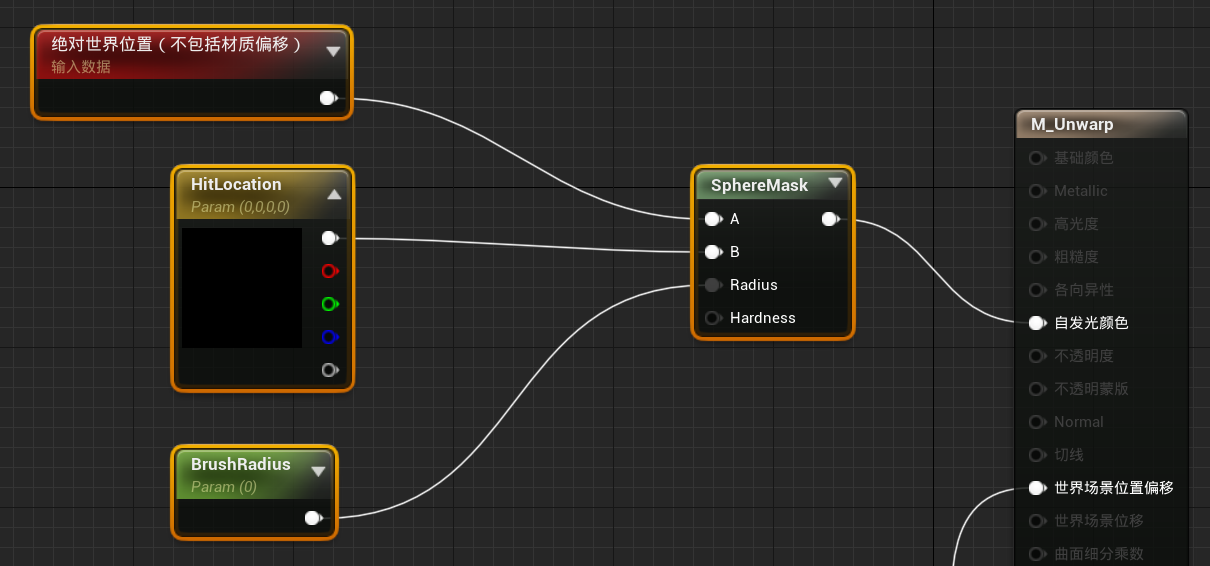 绝对世界位置（不包括材质偏移）
输入数据
HitLocation
Param (0,0,0,0)
BrushRadius
Param (0)
SphereMask
A
B
Radius
Hardness
M_Unwarp
基础颜色
Metallic
高光度
粗糙度
各向异性
自发光颜色
不透明度
不透明蒙版
Normal
切线
世界场景位置偏移
世界场景位移
曲面细分乘数